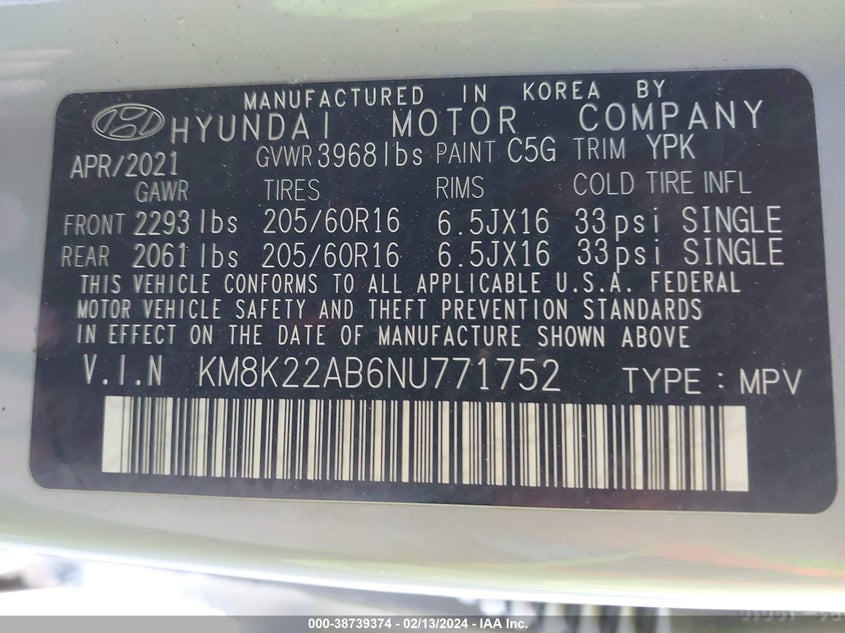 MANUFACTURED IN KOREA BY
HYUNDAI MOTOR COMPANY
APR/2021 GVWR 3968 lbs PAINT C5G TRIM YPK
GAWR TIRES RIMS COLD TIRE INFL
FRONT 2293 lbs 205/60R16 6.5JX16 33psi SINGLE
REAR 2061 lbs 205/60R16 6.5JX16 33psi SINGLE
THIS VEHICLE CONFORMS TO ALL APPLICABLE U.S.A. FEDERAL
MOTOR VEHICLE SAFETY AND THEFT PREVENTION STANDARDS
IN EFFECT ON THE DATE OF MANUFACTURE SHOWN ABOVE
V.I.N KM8K22AB6NU771752 TYPE : MPV
000-38739374 - 02/13/2024 - IAA Inc.